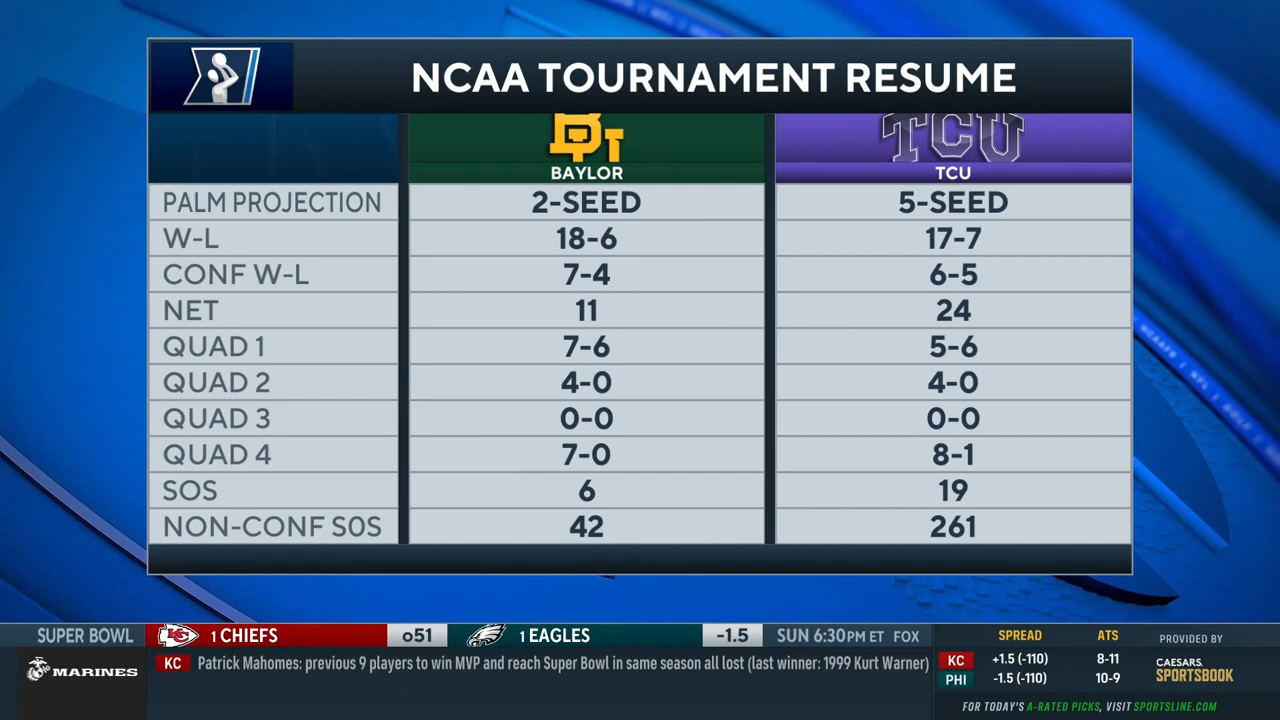 NCAA TOURNAMENT RESUME
BU TCU
BAYLOR TCU
PALM PROJECTION 2-SEED 5-SEED
W-L 18-6 17-7
CONF W-L 7-4 6-5
NET 11 24
QUAD 1 7-6 5-6
QUAD 2 4-0 4-0
QUAD 3 0-0 0-0
QUAD 4 7-0 8-1
SOS 6 19
NON-CONF SOS 42 261
SUPER BOWL 1 CHIEFS o51 1 EAGLES -1.5 SUN 6:30PM ET FOX
MARINES KC Patrick Mahomes: previous 9 players to win MVP and reach Super Bowl in same season all lost (last winner: 1999 Kurt Warner)
SPREAD ATS
KC +1.5 (-110) 8-11
PHI -1.5 (-110) 10-9
PROVIDED BY
CAESARS
SPORTSBOOK
FOR TODAY'S A-RATED PICKS, VISIT SPORTSLINE.COM